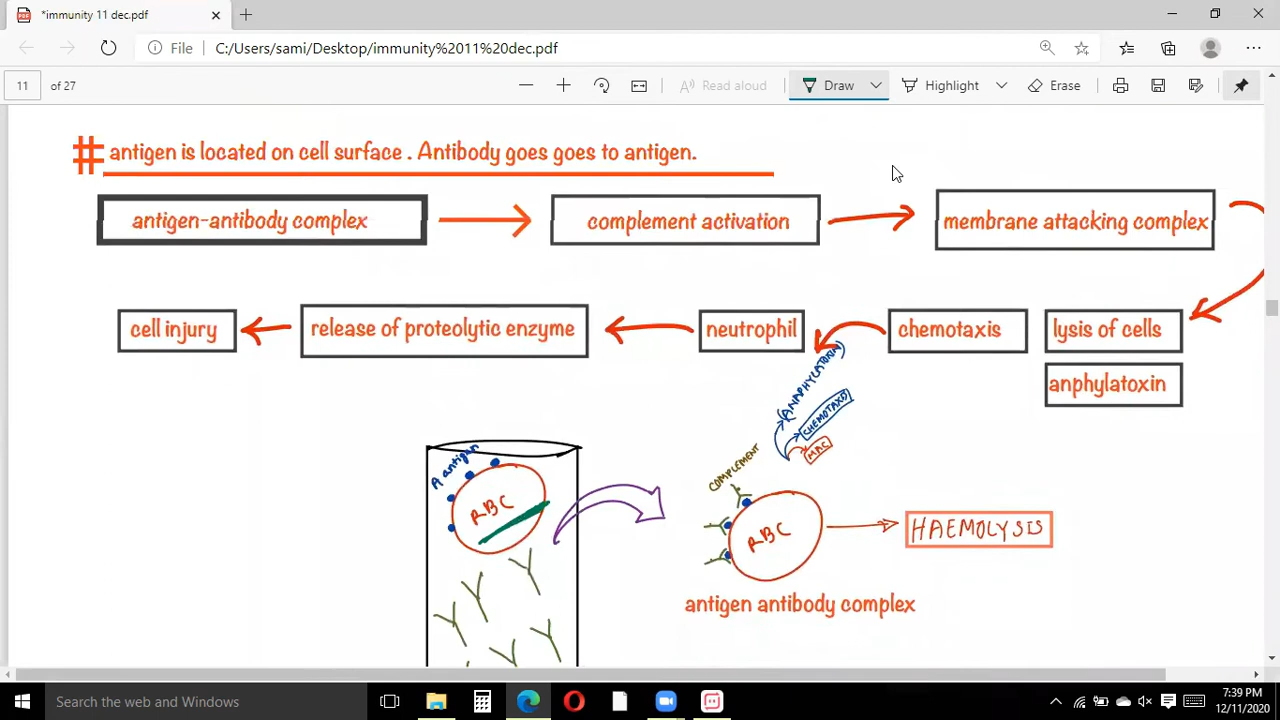 *immunity 11 dec.pdf
File C:/Users/sami/Desktop/immunity%2011%20dec.pdf
11 of 27 Read aloud Draw Highlight Erase
# antigen is located on cell surface . Antibody goes goes to antigen.
antigen-antibody complex complement activation membrane attacking complex
cell injury release of proteolytic enzyme neutrophil chemotaxis lysis of cells
anphylatoxin
ANAPHYLATOXIN
CHEMOTAXIS
MAC
COMPLEMENT
A antigen
RBC
RBC
HAEMOLYSIS
antigen antibody complex
Search the web and Windows
7:39 PM
12/11/2020